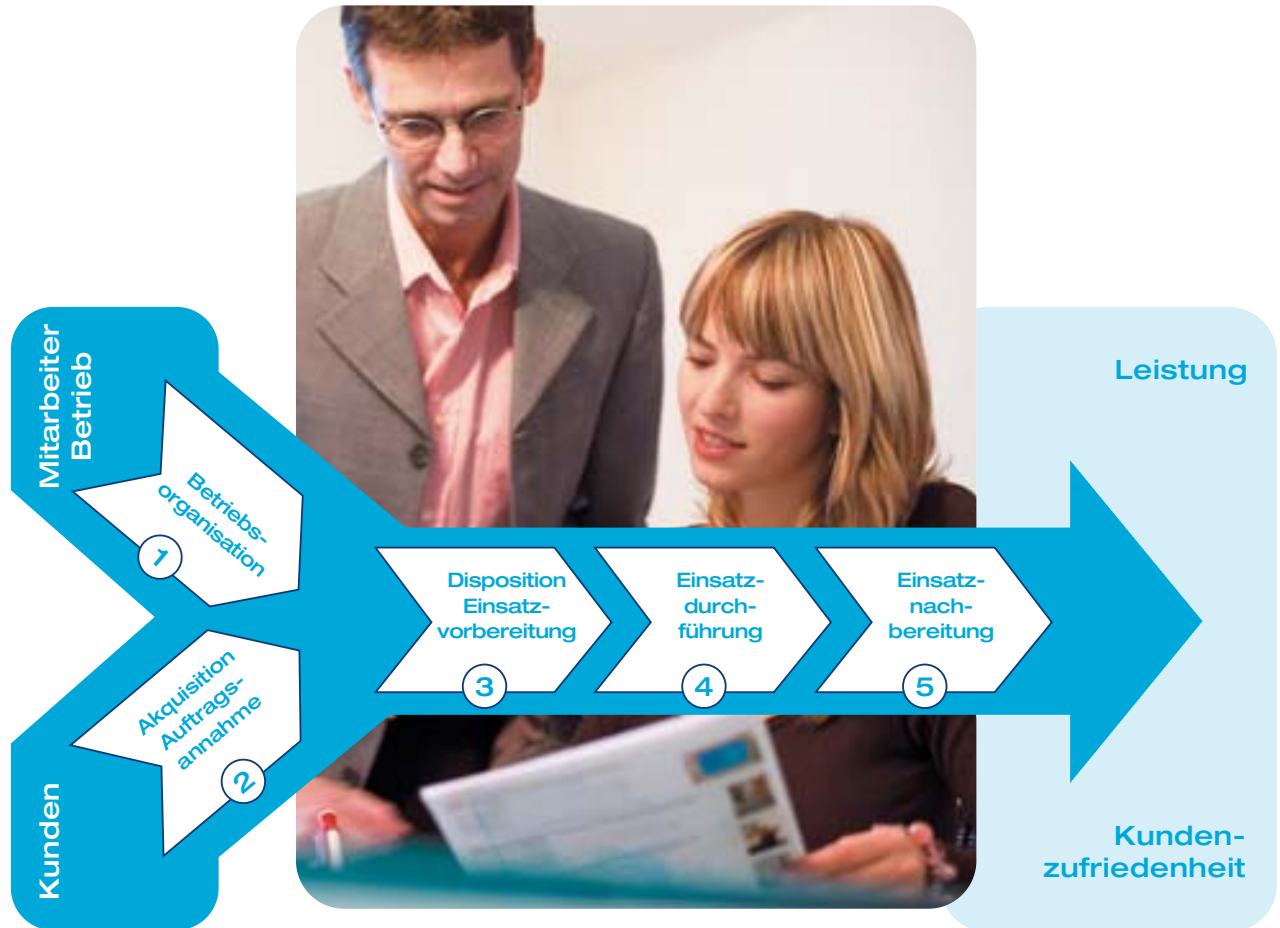 Mitarbeiter
Betrieb
Betriebs-
organisation
1
Akquisition
Auftrags-
annahme
2
Kunden
Disposition
Einsatz-
vorbereitung
3
Einsatz-
durch-
führung
4
Einsatz-
nach-
bereitung
5
Leistung
Kunden-
zufriedenheit